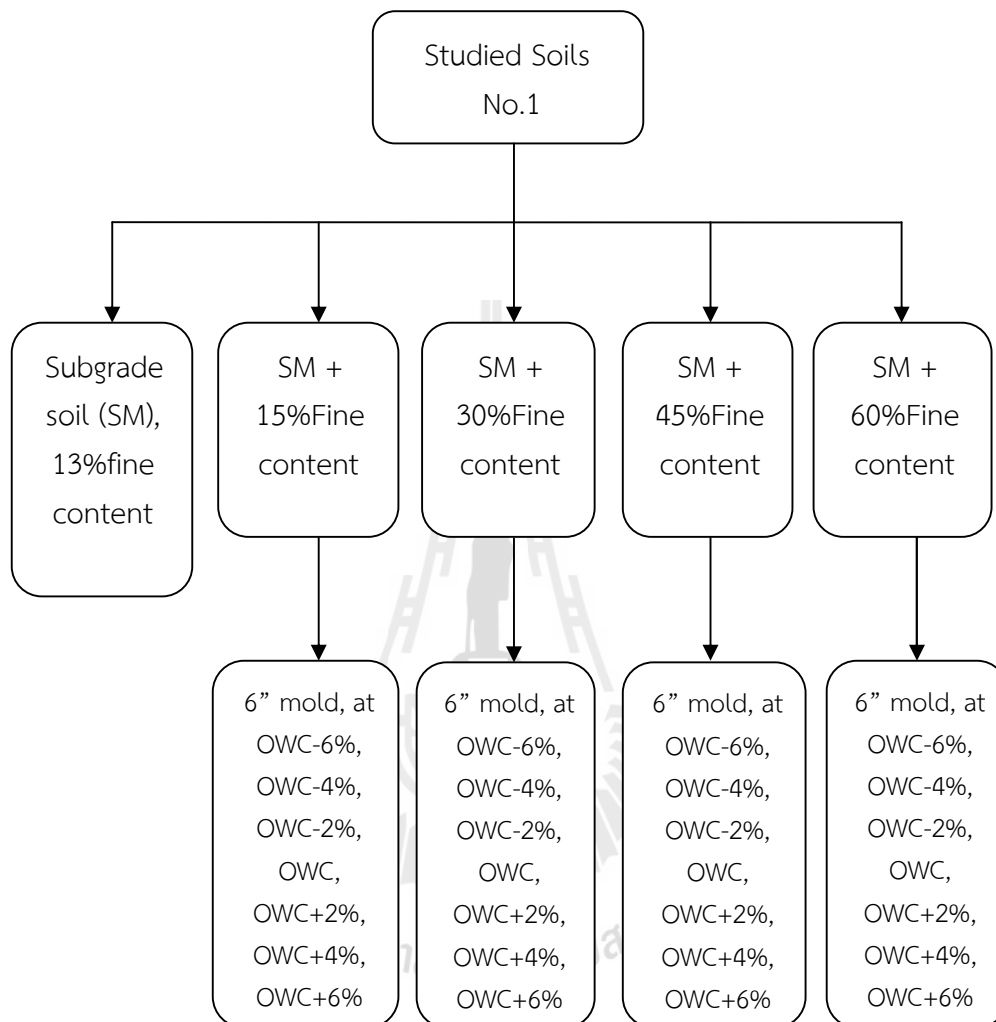 Studied Soils
No.1
Subgrade
soil (SM),
13%fine
content
SM +
15%Fine
content
SM +
30%Fine
content
SM +
45%Fine
content
SM +
60%Fine
content
6” mold, at
OWC-6%,
OWC-4%,
OWC-2%,
OWC,
OWC+2%,
OWC+4%,
OWC+6%
6” mold, at
OWC-6%,
OWC-4%,
OWC-2%,
OWC,
OWC+2%,
OWC+4%,
OWC+6%
6” mold, at
OWC-6%,
OWC-4%,
OWC-2%,
OWC,
OWC+2%,
OWC+4%,
OWC+6%
6” mold, at
OWC-6%,
OWC-4%,
OWC-2%,
OWC,
OWC+2%,
OWC+4%,
OWC+6%